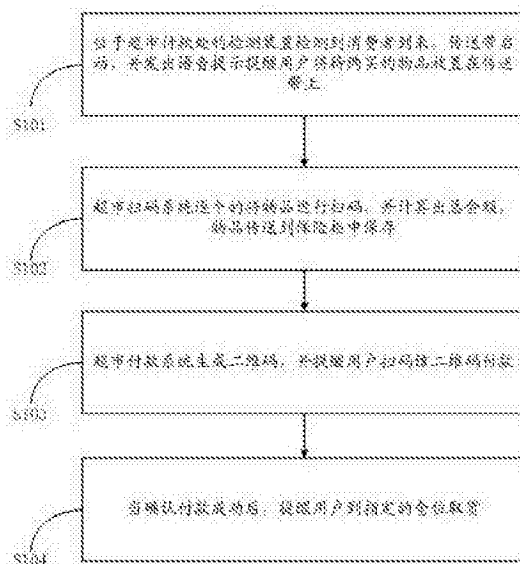 位于超市付款处的检测装置检测到消费者到来，传送带启
动，并发出语音提示提醒用户将购买的物品放置在传送
带上
S101
超市扫码系统逐个的将物品进行扫码，并计算出总金额，
物品传送到保险柜中保存
S102
超市付款系统生成二维码，并提醒用户扫码二维码付款
S103
当确认付款成功后，提醒用户到指定的仓位取货
S104